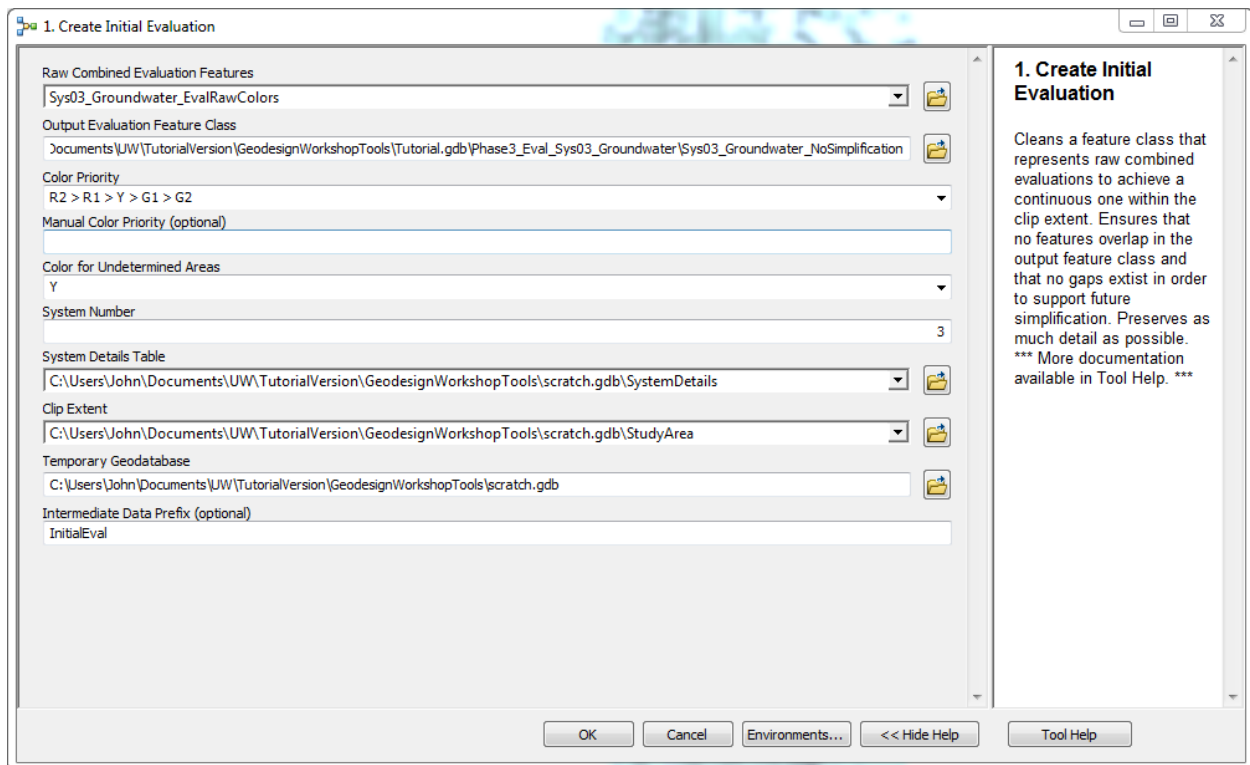 1. Create Initial Evaluation
Raw Combined Evaluation Features
Sys03_Groundwater_EvalRawColors
Output Evaluation Feature Class
Documents\UW\TutorialVersion\GeodesignWorkshopTools\Tutorial.gdb\Phase3_Eval_Sys03_Groundwater\Sys03_Groundwater_NoSimplification
Color Priority
R2 > R1 > Y > G1 > G2
Manual Color Priority (optional)
Color for Undetermined Areas
Y
System Number
3
System Details Table
C:\Users\John\Documents\UW\TutorialVersion\GeodesignWorkshopTools\scratch.gdb\SystemDetails
Clip Extent
C:\Users\John\Documents\UW\TutorialVersion\GeodesignWorkshopTools\scratch.gdb\StudyArea
Temporary Geodatabase
C:\Users\John\Documents\UW\TutorialVersion\GeodesignWorkshopTools\scratch.gdb
Intermediate Data Prefix (optional)
InitialEval
1. Create Initial
Evaluation
Cleans a feature class that
represents raw combined
evaluations to achieve a
continuous one within the
clip extent. Ensures that
no features overlap in the
output feature class and
that no gaps extist in order
to support future
simplification. Preserves as
much detail as possible.
*** More documentation
available in Tool Help. ***
OK
Cancel
Environments...
<< Hide Help
Tool Help